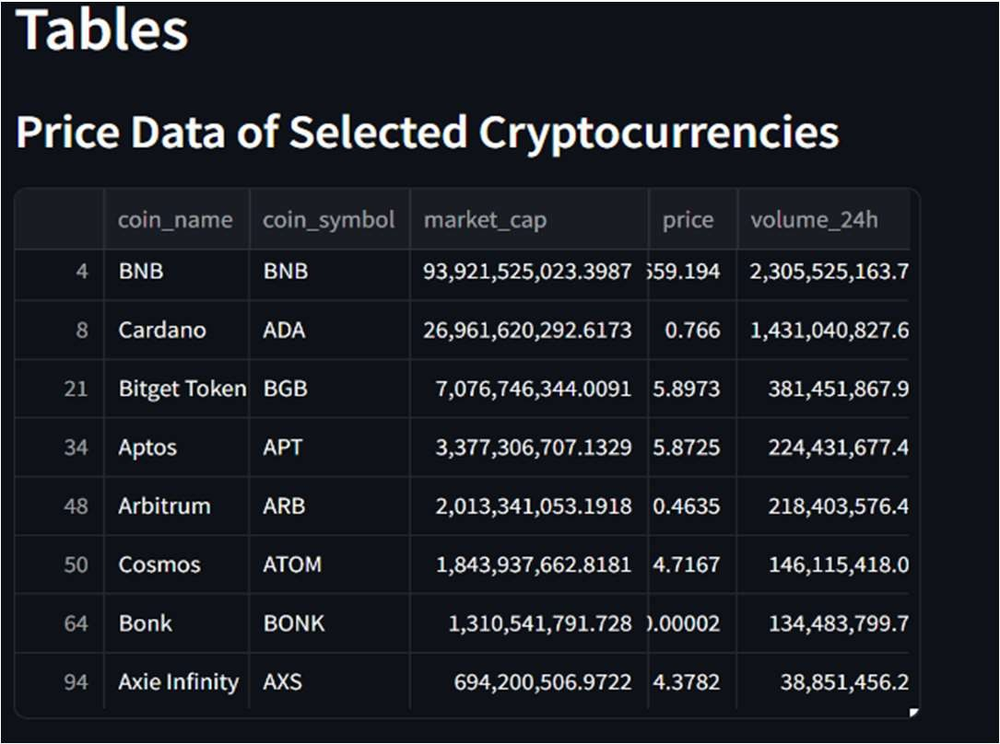 Tables
Price Data of Selected Cryptocurrencies
coin_name coin_symbol market_cap price volume_24h
4 BNB BNB 93,921,525,023.3987 659.194 2,305,525,163.7
8 Cardano ADA 26,961,620,292.6173 0.766 1,431,040,827.6
21 Bitget Token BGB 7,076,746,344.0091 5.8973 381,451,867.9
34 Aptos APT 3,377,306,707.1329 5.8725 224,431,677.4
48 Arbitrum ARB 2,013,341,053.1918 0.4635 218,403,576.4
50 Cosmos ATOM 1,843,937,662.8181 4.7167 146,115,418.0
64 Bonk BONK 1,310,541,791.728 0.00002 134,483,799.7
94 Axie Infinity AXS 694,200,506.9722 4.3782 38,851,456.2